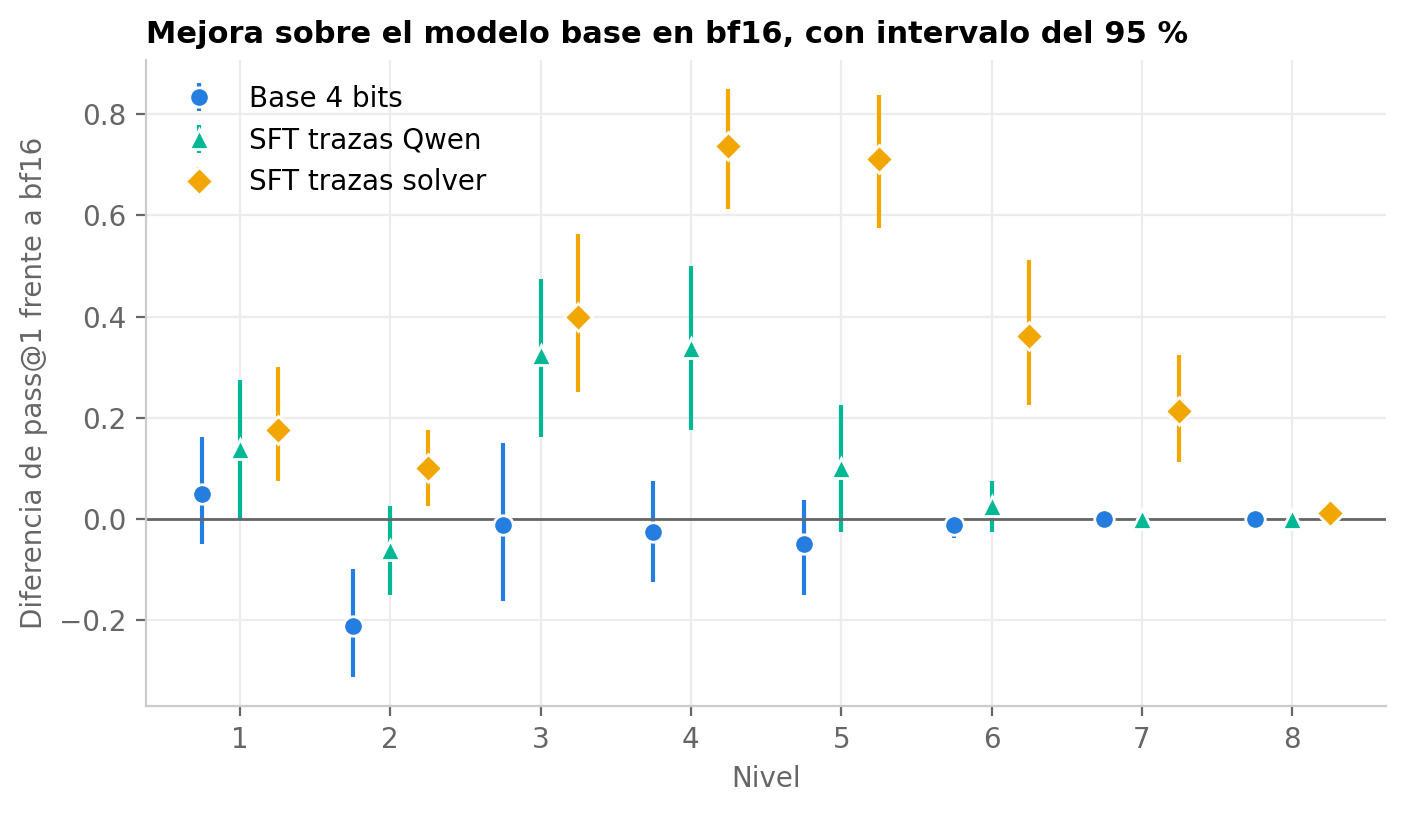 Mejora sobre el modelo base en bf16, con intervalo del 95 %
Base 4 bits
SFT trazas Qwen
SFT trazas solver
Diferencia de pass@1 frente a bf16
0.8
0.6
0.4
0.2
0.0
−0.2
1 2 3 4 5 6 7 8
Nivel